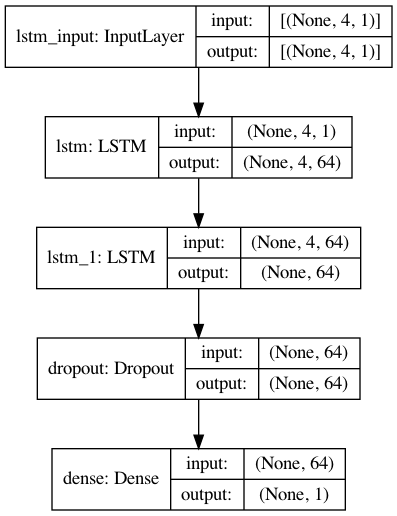 lstm_input: InputLayer
input: [(None, 4, 1)]
output: [(None, 4, 1)]
lstm: LSTM
input: (None, 4, 1)
output: (None, 4, 64)
lstm_1: LSTM
input: (None, 4, 64)
output: (None, 64)
dropout: Dropout
input: (None, 64)
output: (None, 64)
dense: Dense
input: (None, 64)
output: (None, 1)